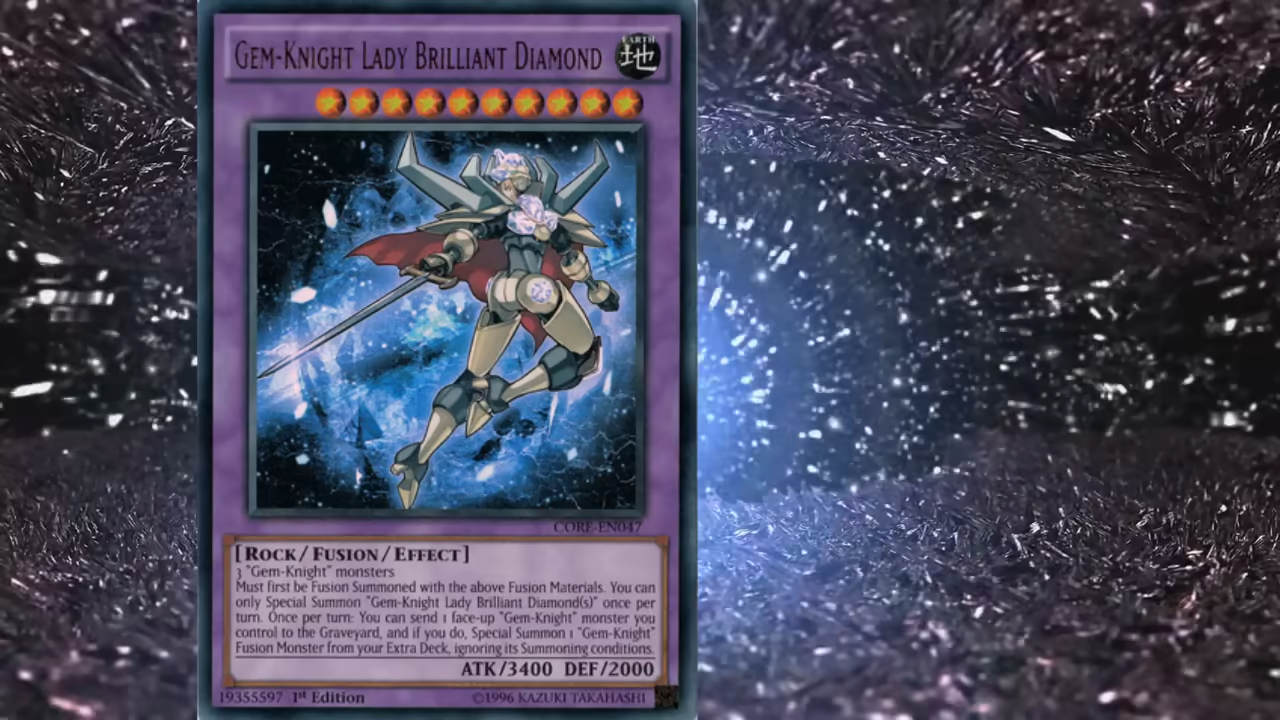 GEM-KNIGHT LADY BRILLIANT DIAMOND
EARTH
地
CORE-EN047
[ROCK/FUSION/EFFECT]
3 "Gem-Knight" monsters
Must first be Fusion Summoned with the above Fusion Materials. You can
only Special Summon "Gem-Knight Lady Brilliant Diamond(s)" once per
turn. Once per turn: You can send 1 face-up "Gem-Knight" monster you
control to the Graveyard, and if you do, Special Summon 1 "Gem-Knight"
Fusion Monster from your Extra Deck, ignoring its Summoning conditions.
ATK/3400 DEF/2000
19355597 1st Edition ©1996 KAZUKI TAKAHASHI